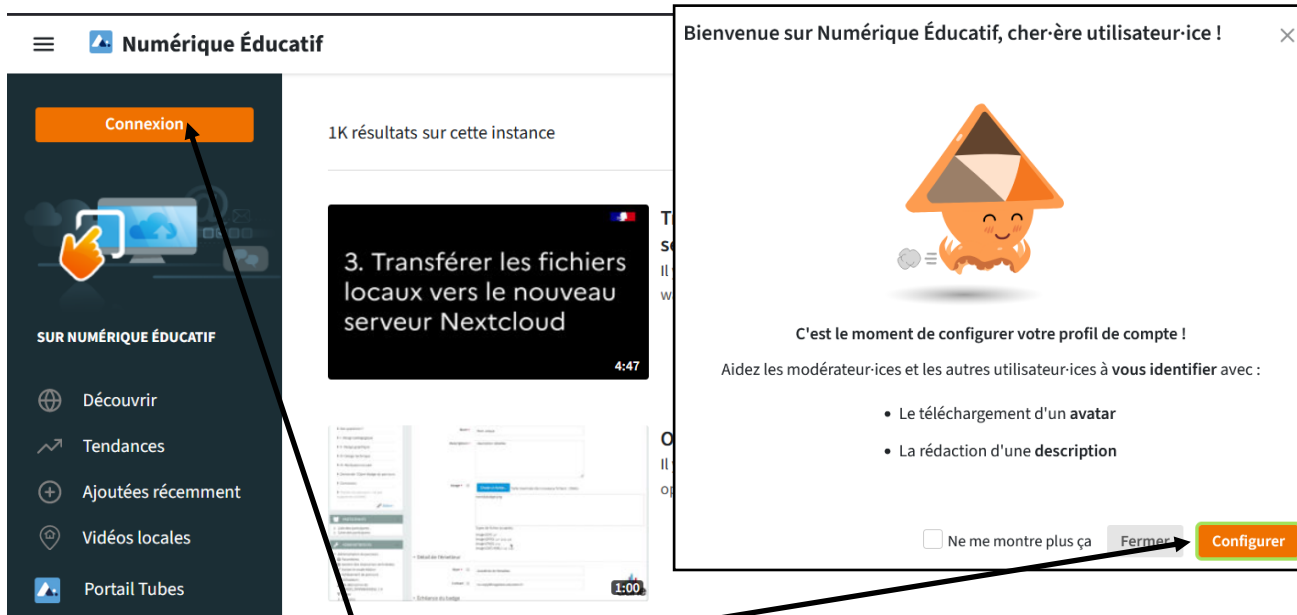 Numérique Éducatif
Connexion
SUR NUMÉRIQUE ÉDUCATIF
Découvrir
Tendances
Ajoutées récemment
Vidéos locales
Portail Tubes
1K résultats sur cette instance
3. Transférer les fichiers
locaux vers le nouveau
serveur Nextcloud
4:47
1:00
Bienvenue sur Numérique Éducatif, cher·ère utilisateur·ice !
C'est le moment de configurer votre profil de compte !
Aidez les modérateur·ices et les autres utilisateur·ices à vous identifier avec :
Le téléchargement d'un avatar
La rédaction d'une description
Ne me montre plus ça
Fermer
Configurer